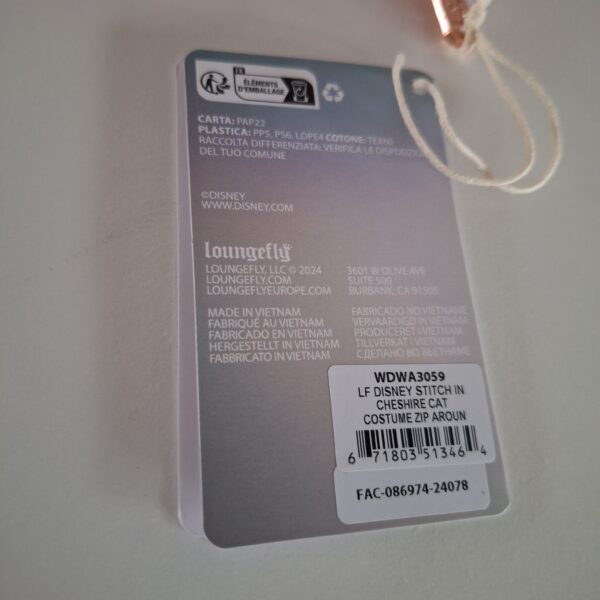 FR
ÉLÉMENTS
D'EMBALLAGE
CARTA: PAP22
PLASTICA: PP5, PS6, LDPE4 COTONE: TEX60
RACCOLTA DIFFERENZIATA: VERIFICA LE DISPOSIZIONI
DEL TUO COMUNE
©DISNEY
WWW.DISNEY.COM
loungefly
LOUNGEFLY, LLC © 2024
LOUNGEFLY.COM
LOUNGEFLYEUROPE.COM
3601 W OLIVE AVE
SUITE 500
BURBANK, CA 91505
MADE IN VIETNAM
FABRIQUÉ AU VIETNAM
FABRICADO EN VIETNAM
HERGESTELLT IN VIETNAM
FABBRICATO IN VIETNAM
FABRICADO NO VIETNAME
VERVAARDIGD IN VIETNAM
PRODUCERET I VIETNAM
TILLVERKAT I VIETNAM
СДЕЛАНО ВО ВЬЕТНАМЕ
WDWA3059
LF DISNEY STITCH IN
CHESHIRE CAT
COSTUME ZIP AROUN
6 71803 51346 4
FAC-086974-24078